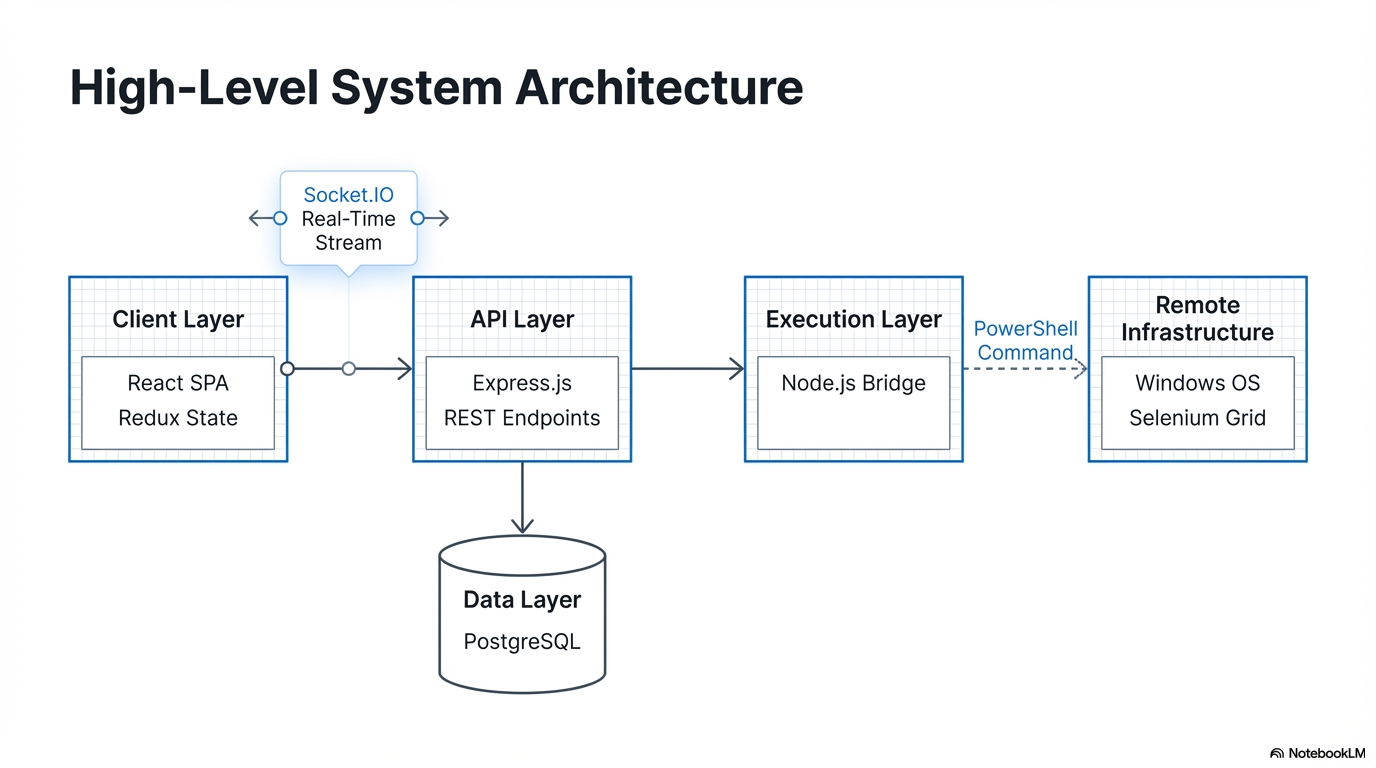 High-Level System Architecture
Socket.IO
Real-Time
Stream
Client Layer
React SPA
Redux State
API Layer
Express.js
REST Endpoints
Execution Layer
Node.js Bridge
PowerShell
Command
Remote
Infrastructure
Windows OS
Selenium Grid
Data Layer
PostgreSQL
NotebookLM